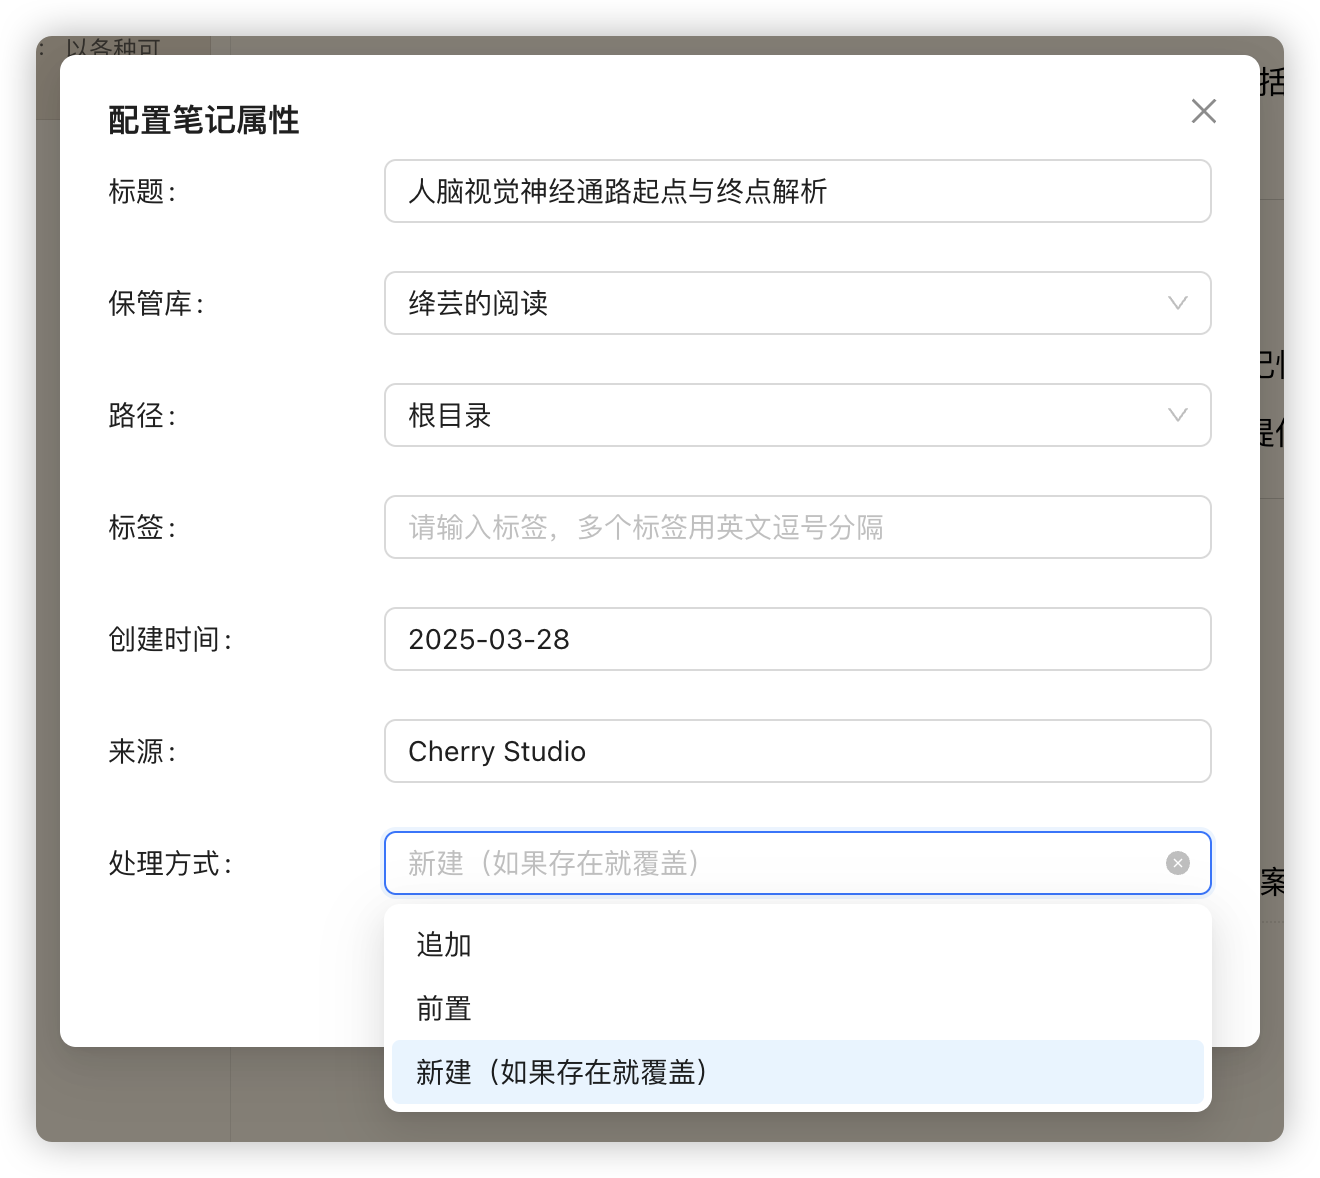 ：以各种可
括
配置笔记属性
标题：
人脑视觉神经通路起点与终点解析
保管库：
绛芸的阅读
路径：
根目录
标签：
请输入标签，多个标签用英文逗号分隔
创建时间：
2025-03-28
来源：
Cherry Studio
处理方式：
新建（如果存在就覆盖）
案
追加
前置
新建（如果存在就覆盖）